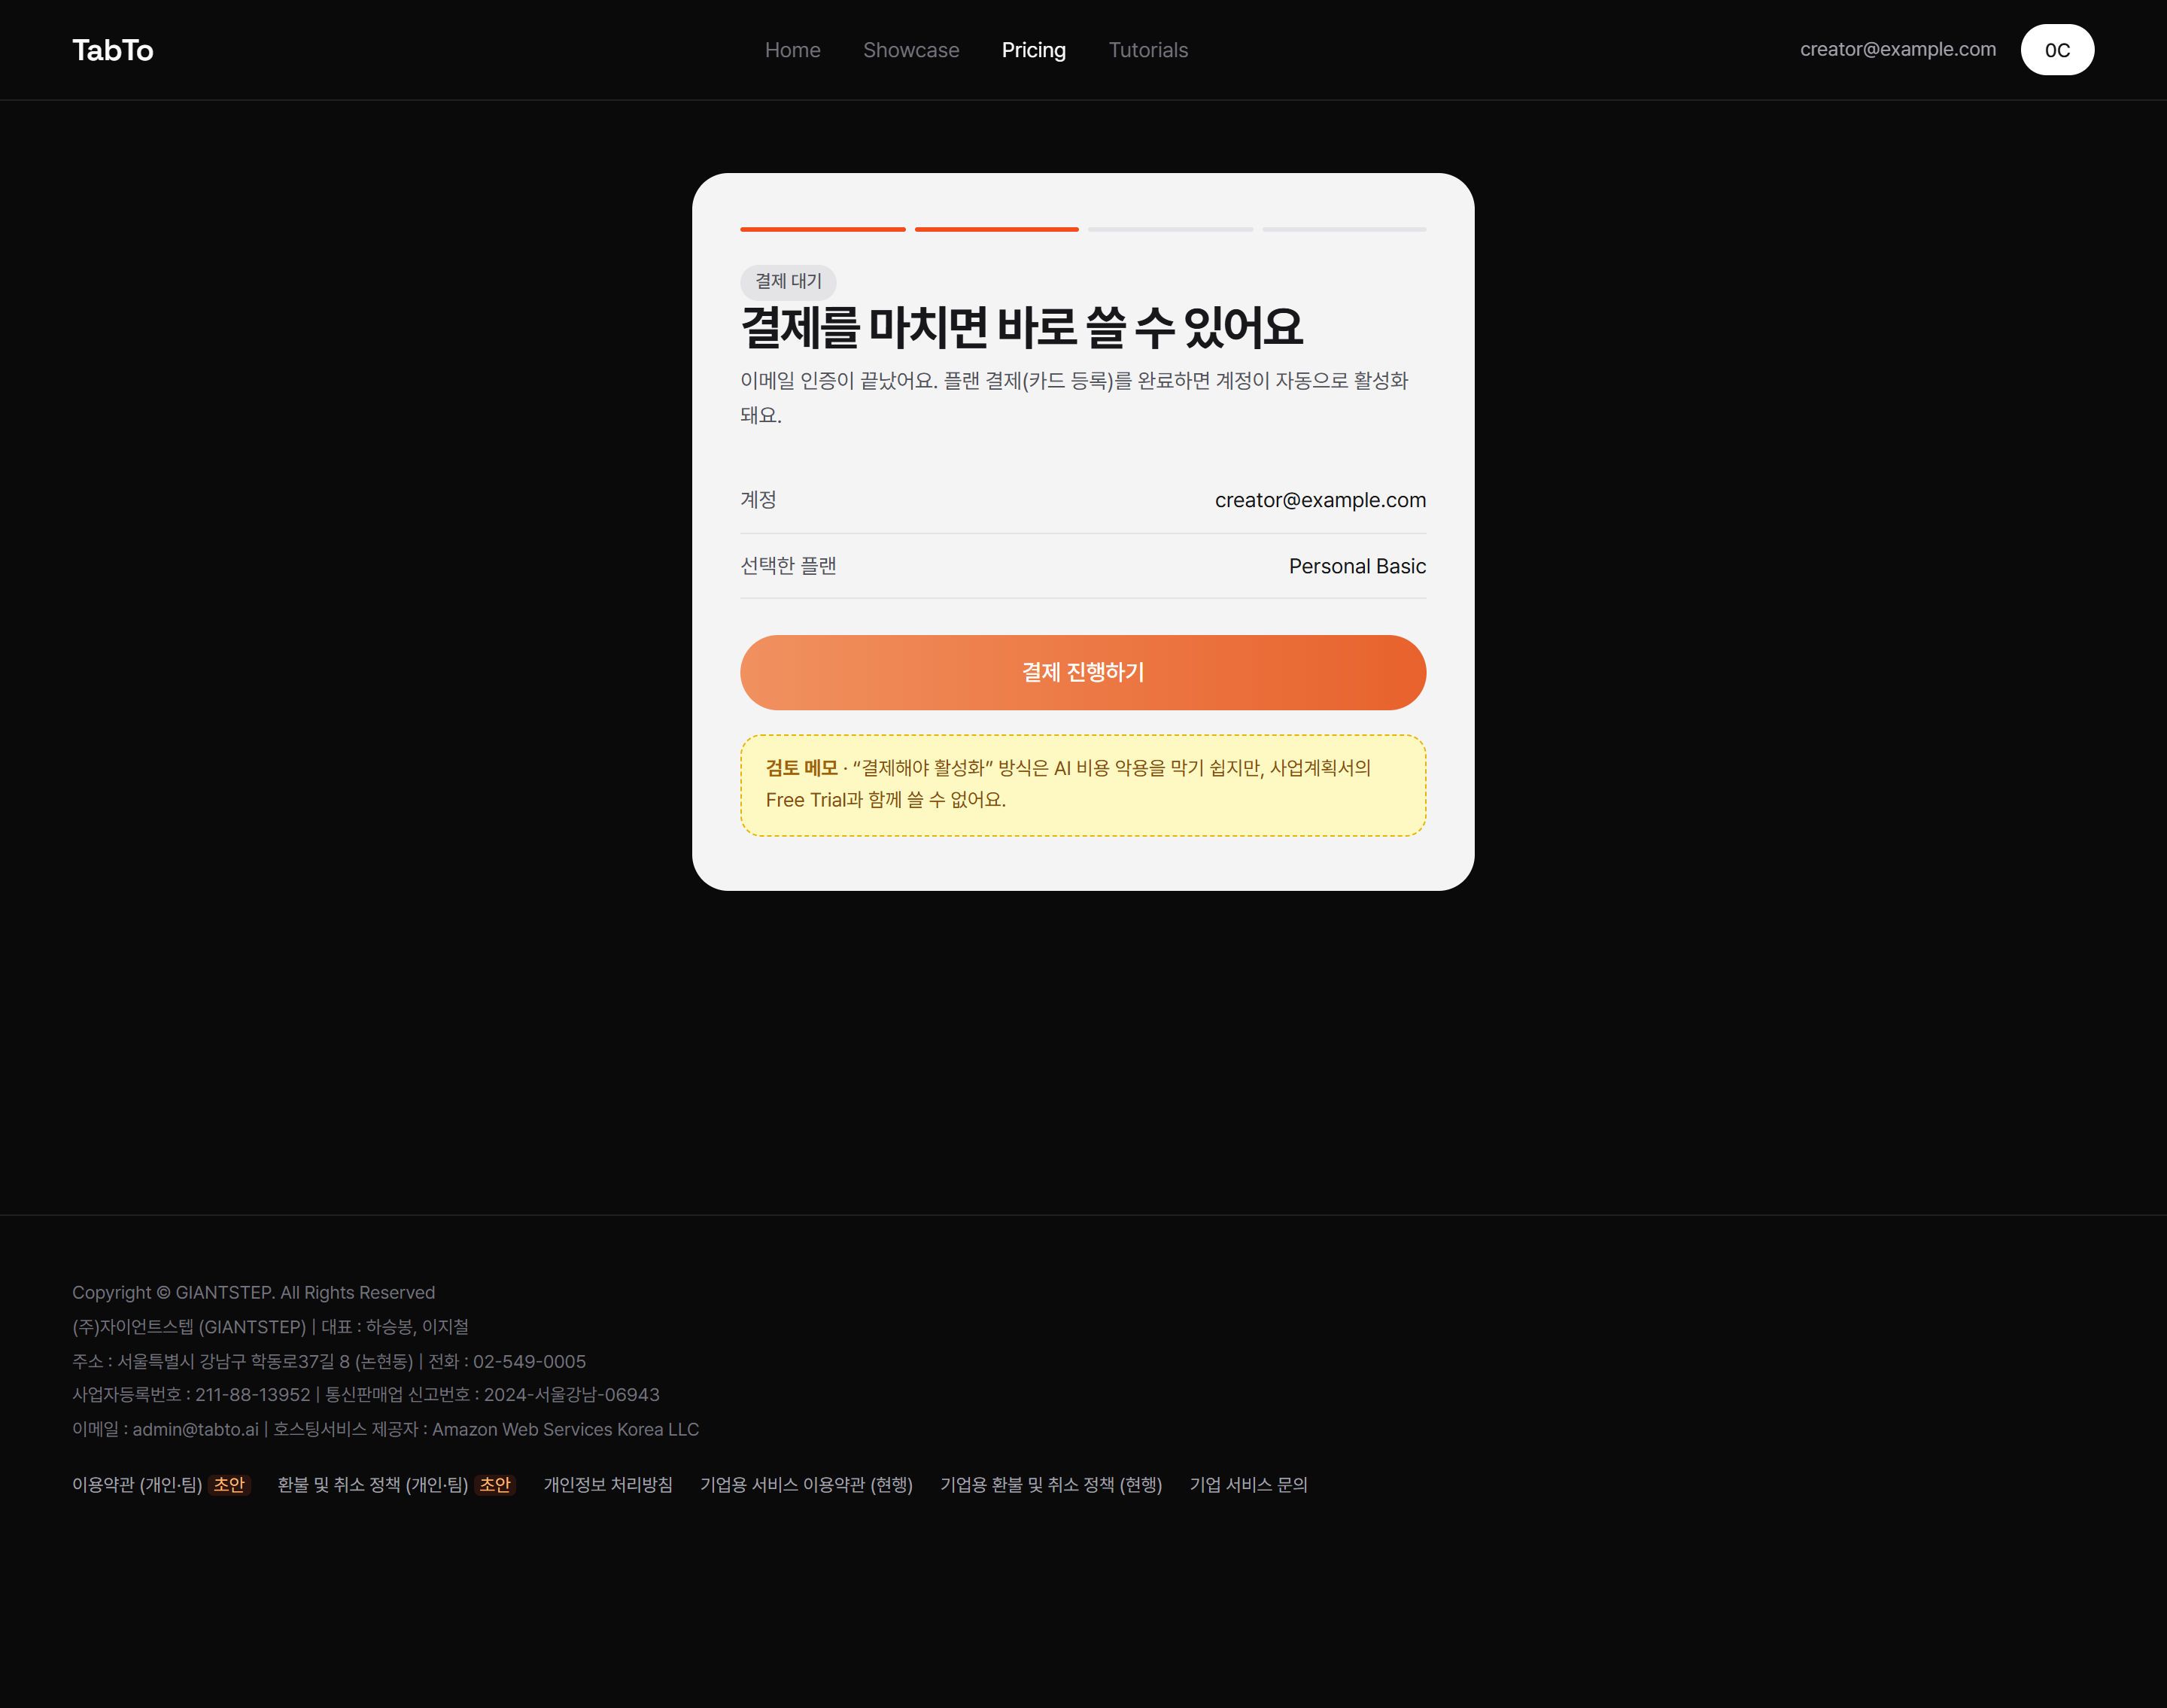 TabTo
Home
Showcase
Pricing
Tutorials
creator@example.com
0C
결제 대기
결제를 마치면 바로 쓸 수 있어요
이메일 인증이 끝났어요. 플랜 결제(카드 등록)를 완료하면 계정이 자동으로 활성화
돼요.
계정
creator@example.com
선택한 플랜
Personal Basic
결제 진행하기
검토 메모 · “결제해야 활성화” 방식은 AI 비용 악용을 막기 쉽지만, 사업계획서의
Free Trial과 함께 쓸 수 없어요.
Copyright © GIANTSTEP. All Rights Reserved
(주)자이언트스텝 (GIANTSTEP) | 대표 : 하승봉, 이지철
주소 : 서울특별시 강남구 학동로37길 8 (논현동) | 전화 : 02-549-0005
사업자등록번호 : 211-88-13952 | 통신판매업 신고번호 : 2024-서울강남-06943
이메일 : admin@tabto.ai | 호스팅서비스 제공자 : Amazon Web Services Korea LLC
이용약관 (개인·팀) 초안 환불 및 취소 정책 (개인·팀) 초안 개인정보 처리방침 기업용 서비스 이용약관 (현행) 기업용 환불 및 취소 정책 (현행) 기업 서비스 문의